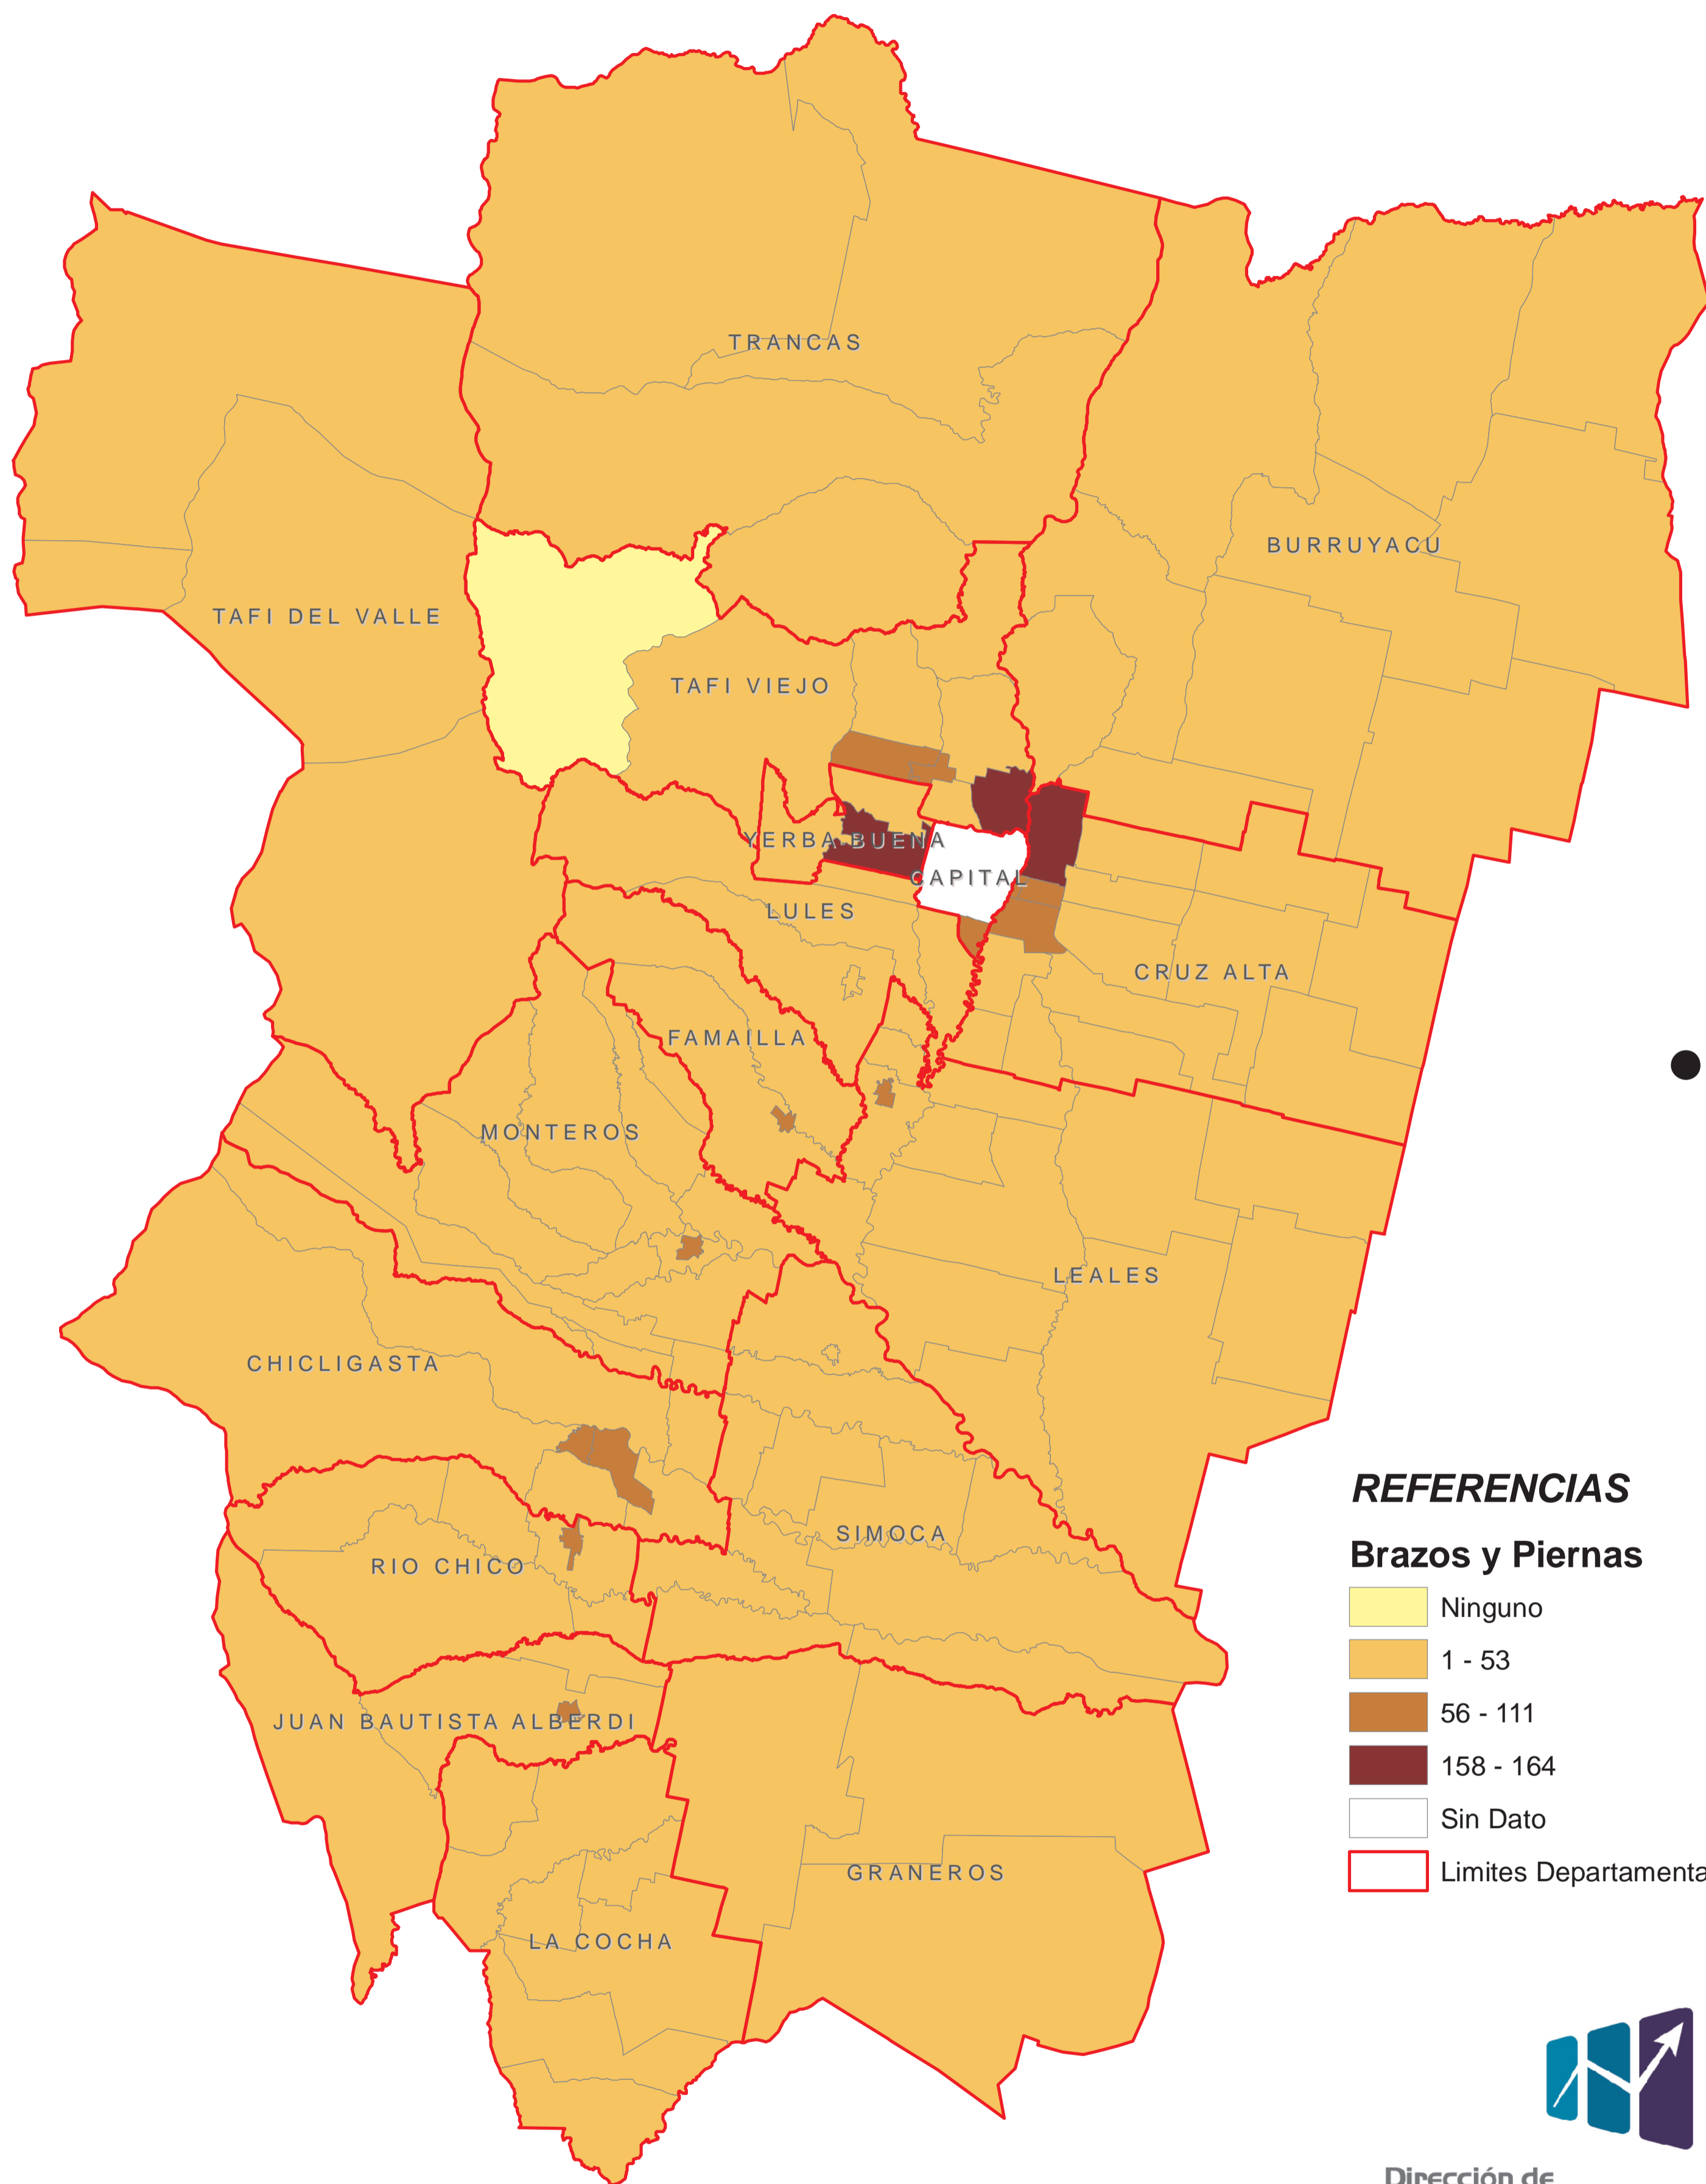 TRANCAS
BURRUYACU
TAFI DEL VALLE
TAFI VIEJO
YERBA BUENA
CAPITAL
LULES
CRUZ ALTA
FAMAILLA
MONTEROS
LEALES
CHICLIGASTA
SIMOCA
RIO CHICO
JUAN BAUTISTA ALBERDI
GRANEROS
LA COCHA
REFERENCIAS
Brazos y Piernas
Ninguno
1 - 53
56 - 111
158 - 164
Sin Dato
Limites Departamenta
Dirección de